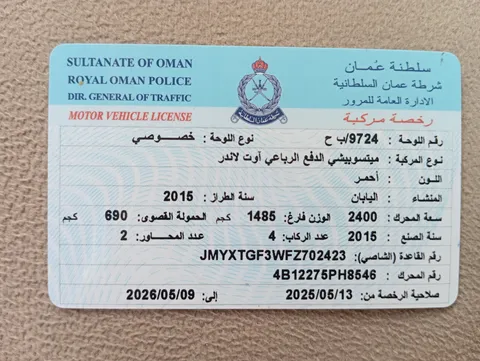 SULTANATE OF OMAN
ROYAL OMAN POLICE
DIR. GENERAL OF TRAFFIC
MOTOR VEHICLE LICENSE
سلطنة عُمان
شرطة عمان السلطانية
الادارة العامة للمرور
رخصة مركبة
رقم اللوحة: 9724/ب ح نوع اللوحة: خصوصي
نوع المركبة: ميتسوبيشي الدفع الرباعي آوت لاندر
اللون: أحمر
المنشاء: اليابان سنة الطراز: 2015
سعة المحرك: 2400 الوزن فارغ: 1485 كجم الحمولة القصوى: 690 كجم
سنة الصنع: 2015 عدد الركاب: 4 عدد المحاور: 2
رقم القاعدة (الشاصي): JMYXTGF3WFZ702423
رقم المحرك: 4B12275PH8546
صلاحية الرخصة من: 2025/05/13 إلى: 2026/05/09